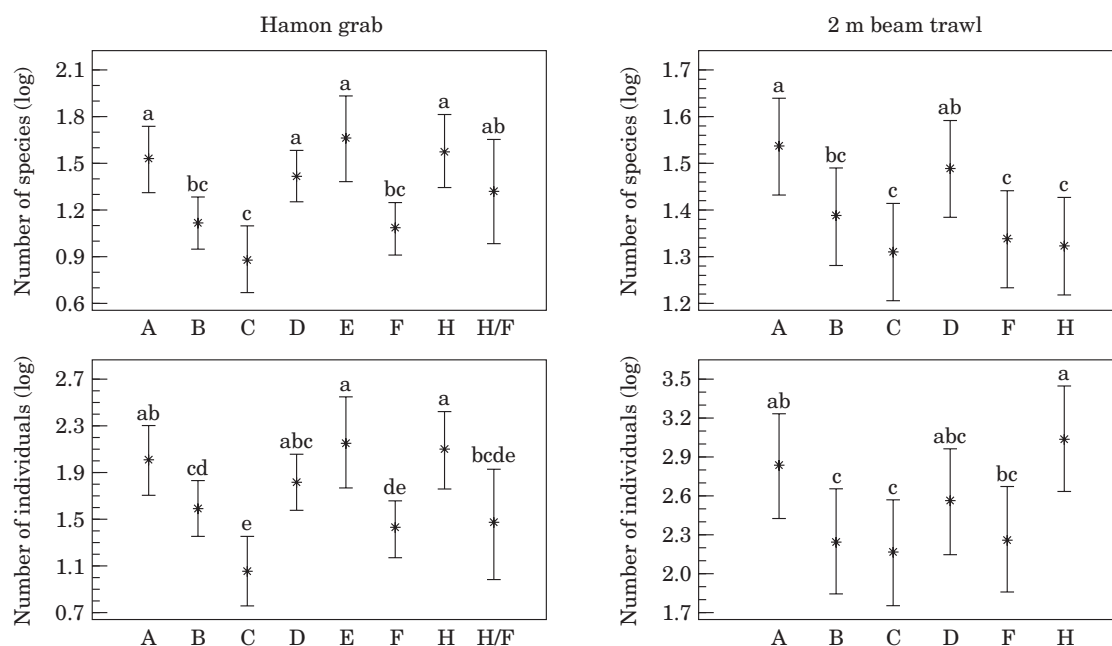 Hamon grab
Number of species (log)
2.1
1.8
1.5
1.2
0.9
0.6
a
bc
c
a
a
bc
a
ab
A B C D E F H H/F
2 m beam trawl
Number of species (log)
1.7
1.6
1.5
1.4
1.3
1.2
a
bc
c
ab
c
c
A B C D F H
Number of individuals (log)
2.7
2.3
1.9
1.5
1.1
0.7
ab
cd
e
abc
a
de
a
bcde
A B C D E F H H/F
Number of individuals (log)
3.5
3.2
2.9
2.6
2.3
2.0
1.7
ab
c
c
abc
bc
a
A B C D F H